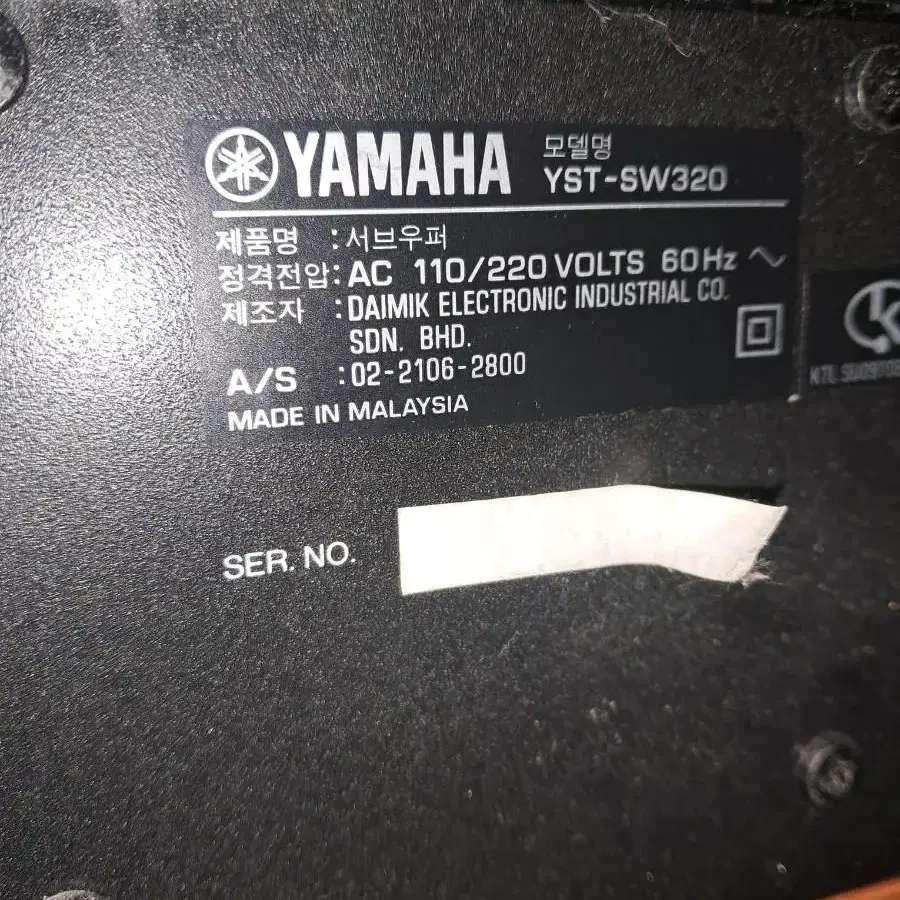 YAMAHA 모델명
YST-SW320
제품명 : 서브우퍼
정격전압: AC 110/220 VOLTS 60Hz ~
제조자 : DAIMIK ELECTRONIC INDUSTRIAL CO.
SDN. BHD.
A/S : 02-2106-2800
MADE IN MALAYSIA
KTL
SER. NO.